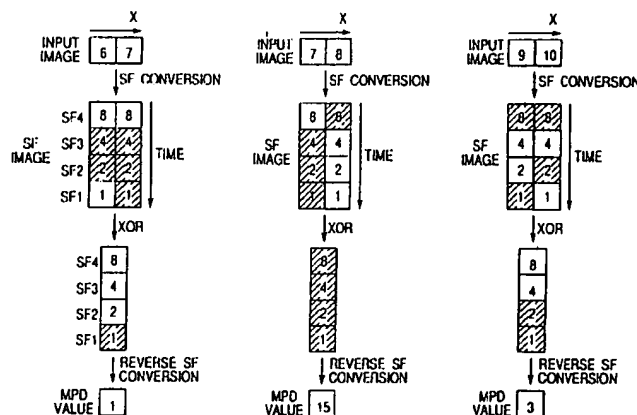 X
INPUT IMAGE 6 7
SF CONVERSION
SF IMAGE
SF4 8 8
SF3 4 4
SF2 2 2
SF1 1 1
TIME
XOR
SF4 8
SF3 4
SF2 2
SF1 1
REVERSE SF CONVERSION
MPD VALUE 1
X
INPUT IMAGE 7 8
SF CONVERSION
SF IMAGE
8 8
4 4
2 2
1 1
TIME
XOR
8
4
2
1
REVERSE SF CONVERSION
MPD VALUE 15
X
INPUT IMAGE 9 10
SF CONVERSION
SF IMAGE
8 8
4 4
2 2
1 1
TIME
XOR
8
4
2
1
REVERSE SF CONVERSION
MPD VALUE 3